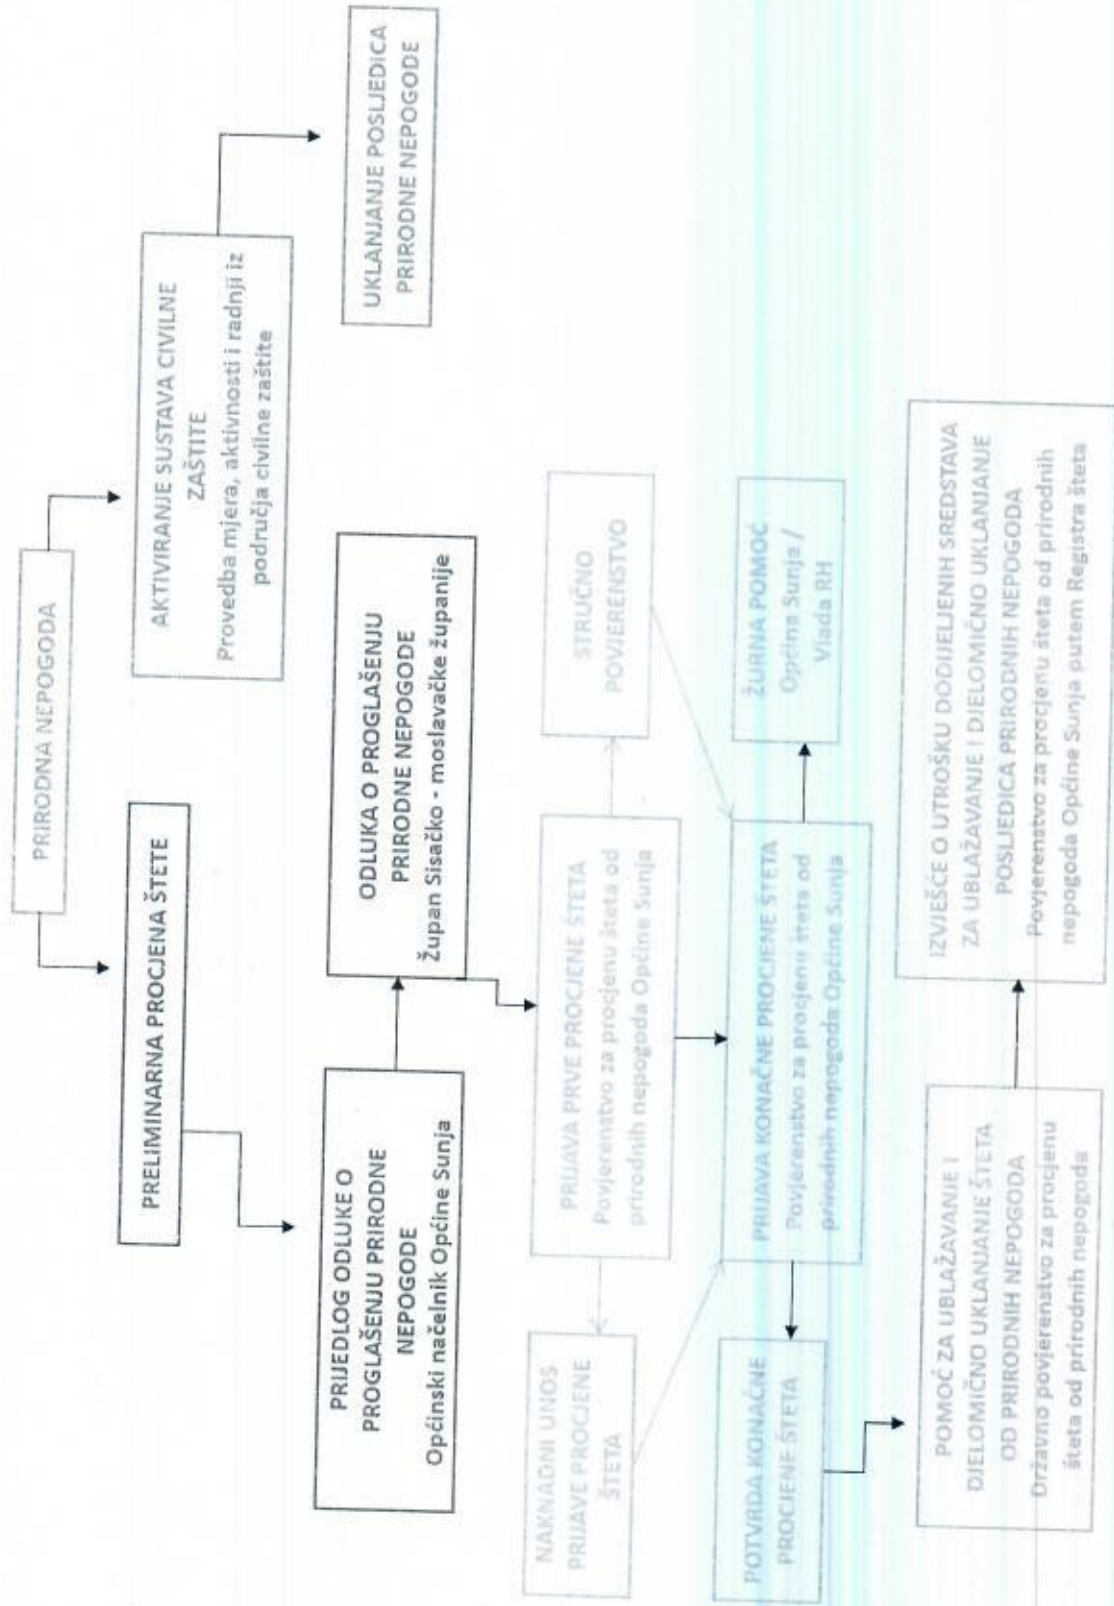 PRIRODNA NEPOGODA
PRELIMINARNA PROCJENA ŠTETE
AKTIVIRANJE SUSTAVA CIVILNE
ZAŠTITE
Provedba mjera, aktivnosti i radnji iz
područja civilne zaštite
PRIJEDLOG ODLUKE O
PROGLAŠENJU PRIRODNE
NEPOGODE
Općinski načelnik Općine Sunja
ODLUKA O PROGLAŠENJU
PRIRODNE NEPOGODE
Župan Sisačko - moslavačke županije
UKLANJANJE POSLJEDICA
PRIRODNE NEPOGODE
NAKNADNI UNOS
PRIJAVE PROCJENE
ŠTETA
PRIJAVA PRVE PROCJENE ŠTETA
Povjerenstvo za procjenu šteta od
prirodnih nepogoda Općine Sunja
STRUČNO
POVJERENSTVO
POTVRDA KONAČNE
PROCJENE ŠTETA
PRIJAVA KONAČNE PROCJENE ŠTETA
Povjerenstvo za procjenu šteta od
prirodnih nepogoda Općine Sunja
ŽURNA POMOĆ
Općina Sunja /
Vlada RH
POMOĆ ZA UBLAŽAVANJE I
DJELOMIČNO UKLANJANJE ŠTETA
OD PRIRODNIH NEPOGODA
Državno povjerenstvo za procjenu
šteta od prirodnih nepogoda
IZVJEŠĆE O UTROŠKU DODIJELJENIH SREDSTAVA
ZA UBLAŽAVANJE I DJELOMIČNO UKLANJANJE
POSLJEDICA PRIRODNIH NEPOGODA
Povjerenstvo za procjenu šteta od prirodnih
nepogoda Općine Sunja putem Registra šteta